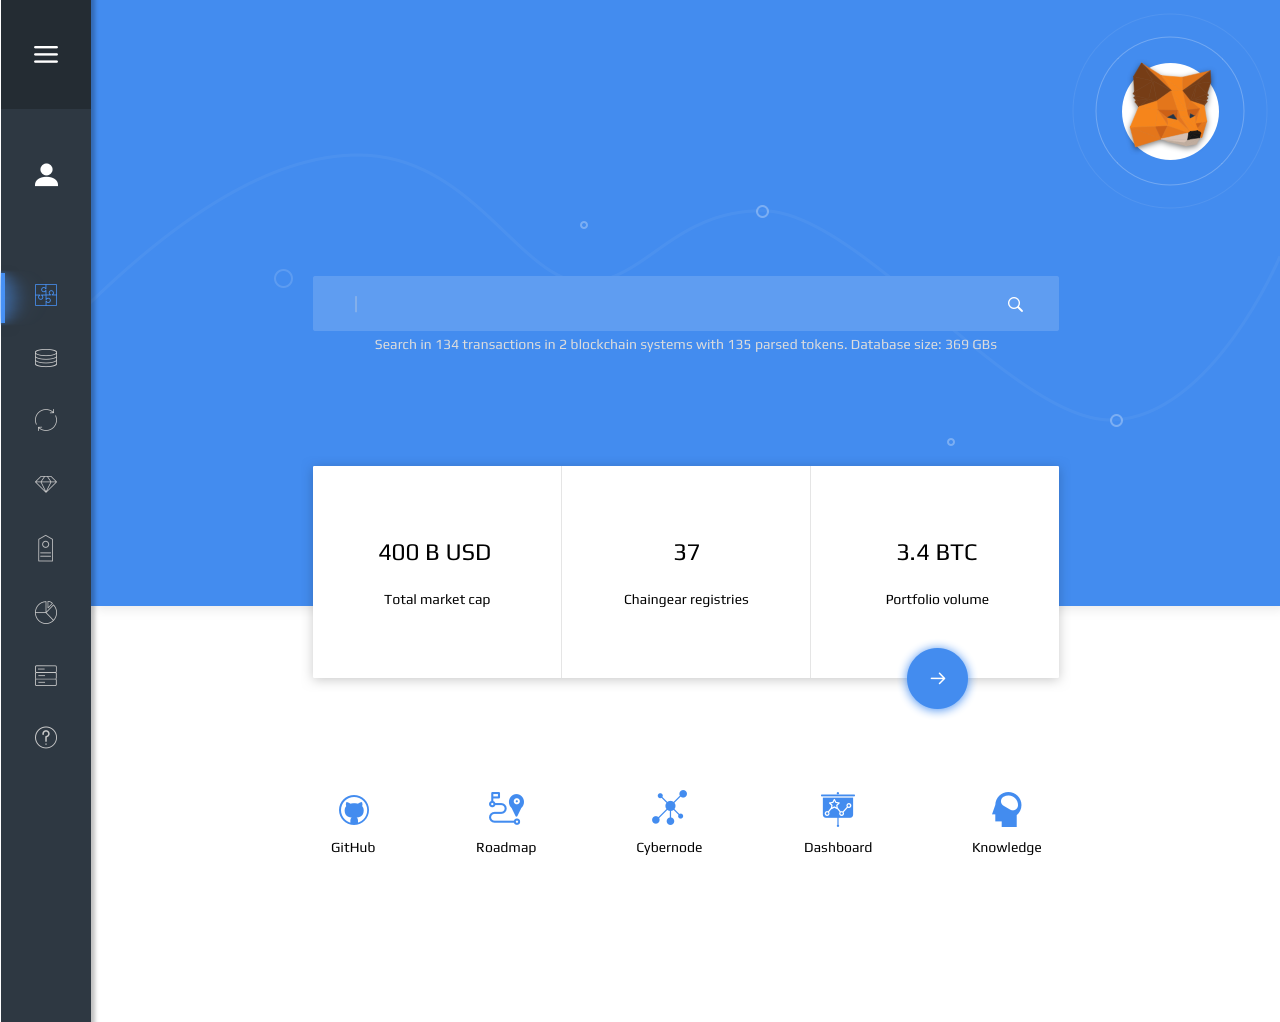 Search in 134 transactions in 2 blockchain systems with 135 parsed tokens. Database size: 369 GBs
400 B USD
Total market cap
37
Chaingear registries
3.4 BTC
Portfolio volume
GitHub
Roadmap
Cybernode
Dashboard
Knowledge